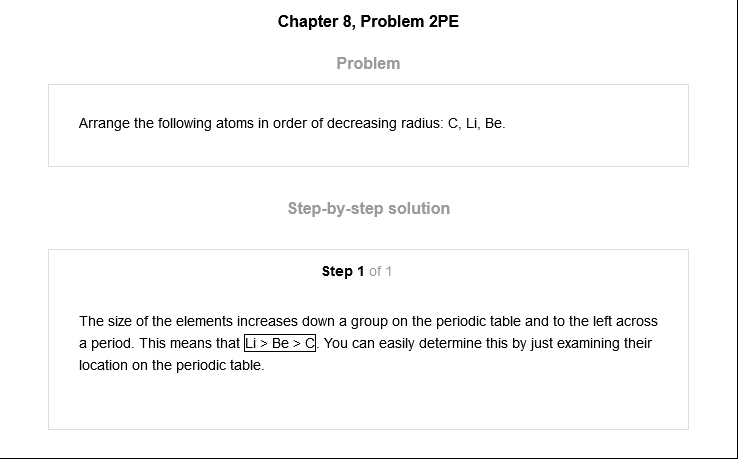 Chapter 8, Problem 2PE
Problem
Arrange the following atoms in order of decreasing radius: C, Li, Be.
Step-by-step solution
Step 1 of 1
The size of the elements increases down a group on the periodic table and to the left across
a period. This means that Li > Be > C. You can easily determine this by just examining their
location on the periodic table.